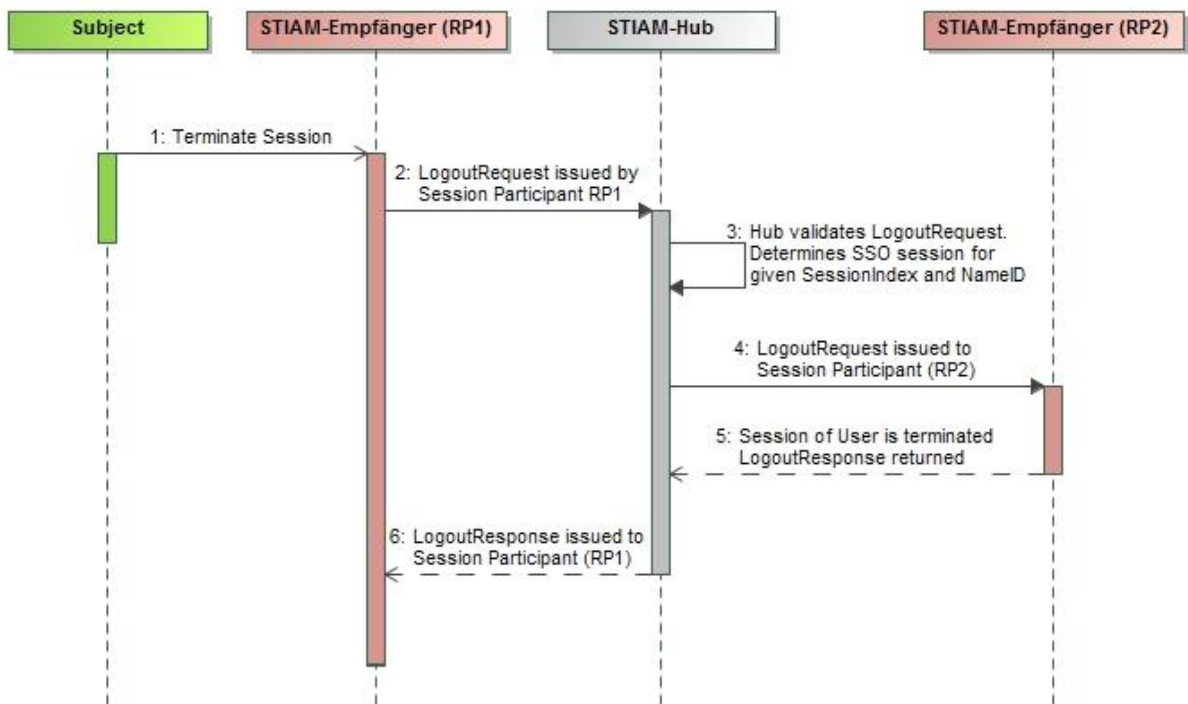 Subject
STIAM-Empfänger (RP1)
STIAM-Hub
STIAM-Empfänger (RP2)
1: Terminate Session
2: LogoutRequest issued by
Session Participant RP1
3: Hub validates LogoutRequest.
Determines SSO session for
given SessionIndex and NameID
4: LogoutRequest issued to
Session Participant (RP2)
5: Session of User is terminated
LogoutResponse returned
6: LogoutResponse issued to
Session Participant (RP1)